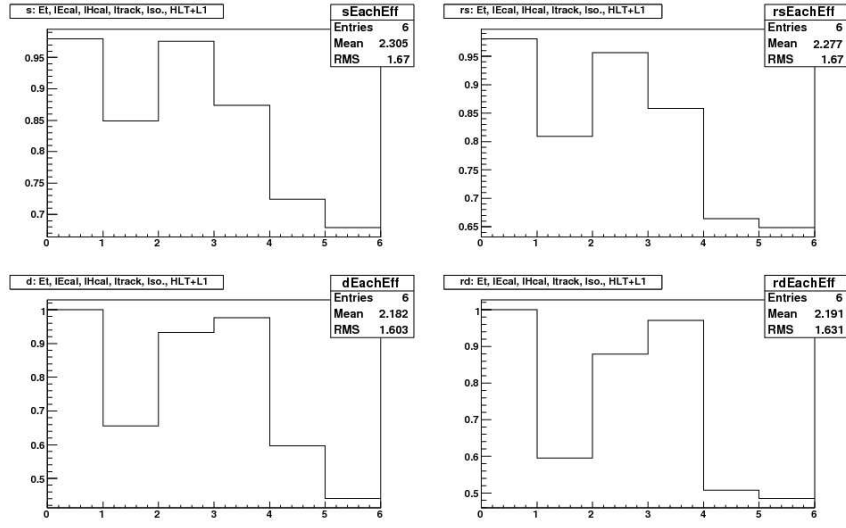 s: Et, IEcal, IHcal, Itrack, Iso., HLT+L1
sEachEff
Entries 6
Mean 2.305
RMS 1.67
0.95
0.9
0.85
0.8
0.75
0.7
0 1 2 3 4 5 6
rs: Et, IEcal, IHcal, Itrack, Iso., HLT+L1
rsEachEff
Entries 6
Mean 2.277
RMS 1.67
0.95
0.9
0.85
0.8
0.75
0.7
0.65
0 1 2 3 4 5 6
d: Et, IEcal, IHcal, Itrack, Iso., HLT+L1
dEachEff
Entries 6
Mean 2.182
RMS 1.603
1
0.9
0.8
0.7
0.6
0.5
0 1 2 3 4 5 6
rd: Et, IEcal, IHcal, Itrack, Iso., HLT+L1
rdEachEff
Entries 6
Mean 2.191
RMS 1.631
1
0.9
0.8
0.7
0.6
0.5
0 1 2 3 4 5 6